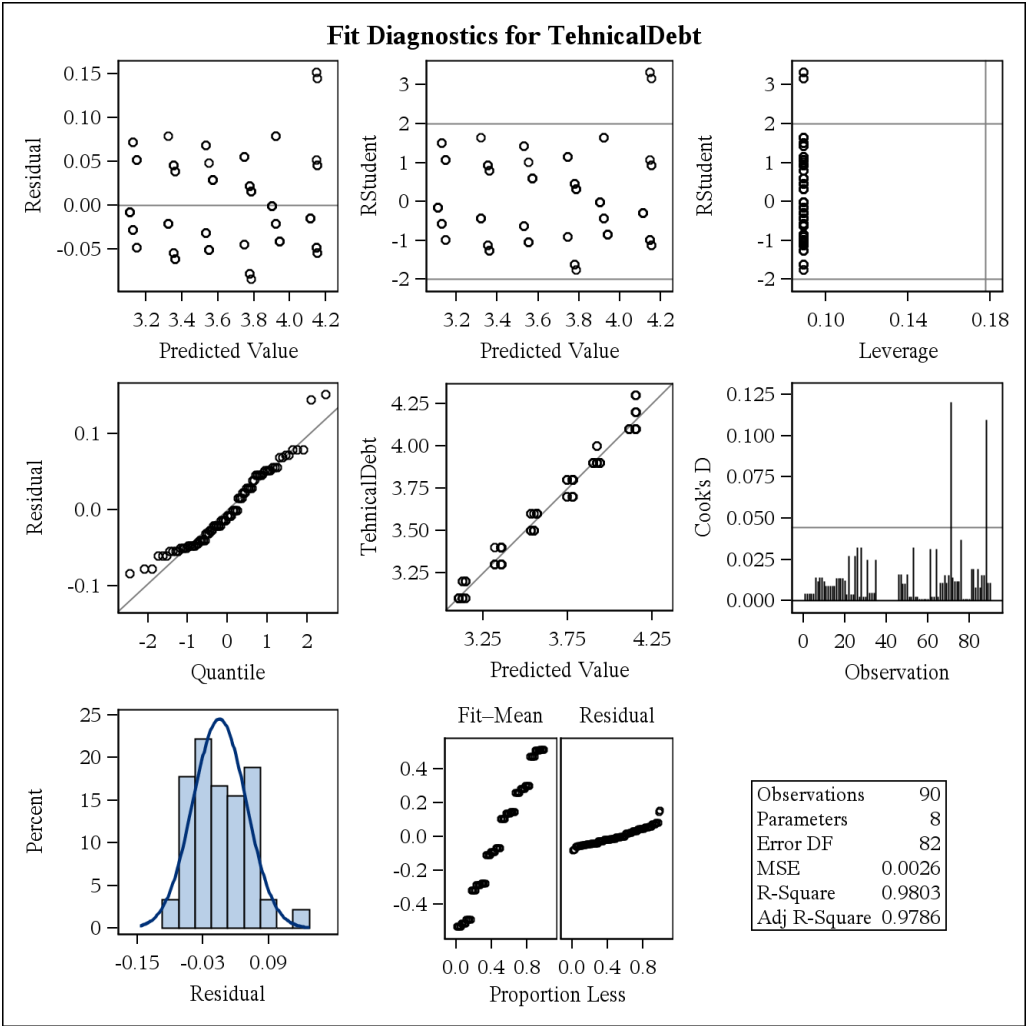 Fit Diagnostics for TehnicalDebt
Residual
0.15
0.10
0.05
0.00
-0.05
3.2 3.4 3.6 3.8 4.0 4.2
Predicted Value
RStudent
3
2
1
0
-1
-2
3.2 3.4 3.6 3.8 4.0 4.2
Predicted Value
RStudent
3
2
1
0
-1
-2
0.10 0.14 0.18
Leverage
Residual
0.1
0.0
-0.1
-2 -1 0 1 2
Quantile
TehnicalDebt
4.25
4.00
3.75
3.50
3.25
3.25 3.75 4.25
Predicted Value
Cook's D
0.125
0.100
0.075
0.050
0.025
0.000
0 20 40 60 80
Observation
Percent
25
20
15
10
5
0
-0.15 -0.03 0.09
Residual
Fit–Mean Residual
0.4
0.2
0.0
-0.2
-0.4
0.0 0.4 0.8 0.0 0.4 0.8
Proportion Less
Observations 90
Parameters 8
Error DF 82
MSE 0.0026
R-Square 0.9803
Adj R-Square 0.9786